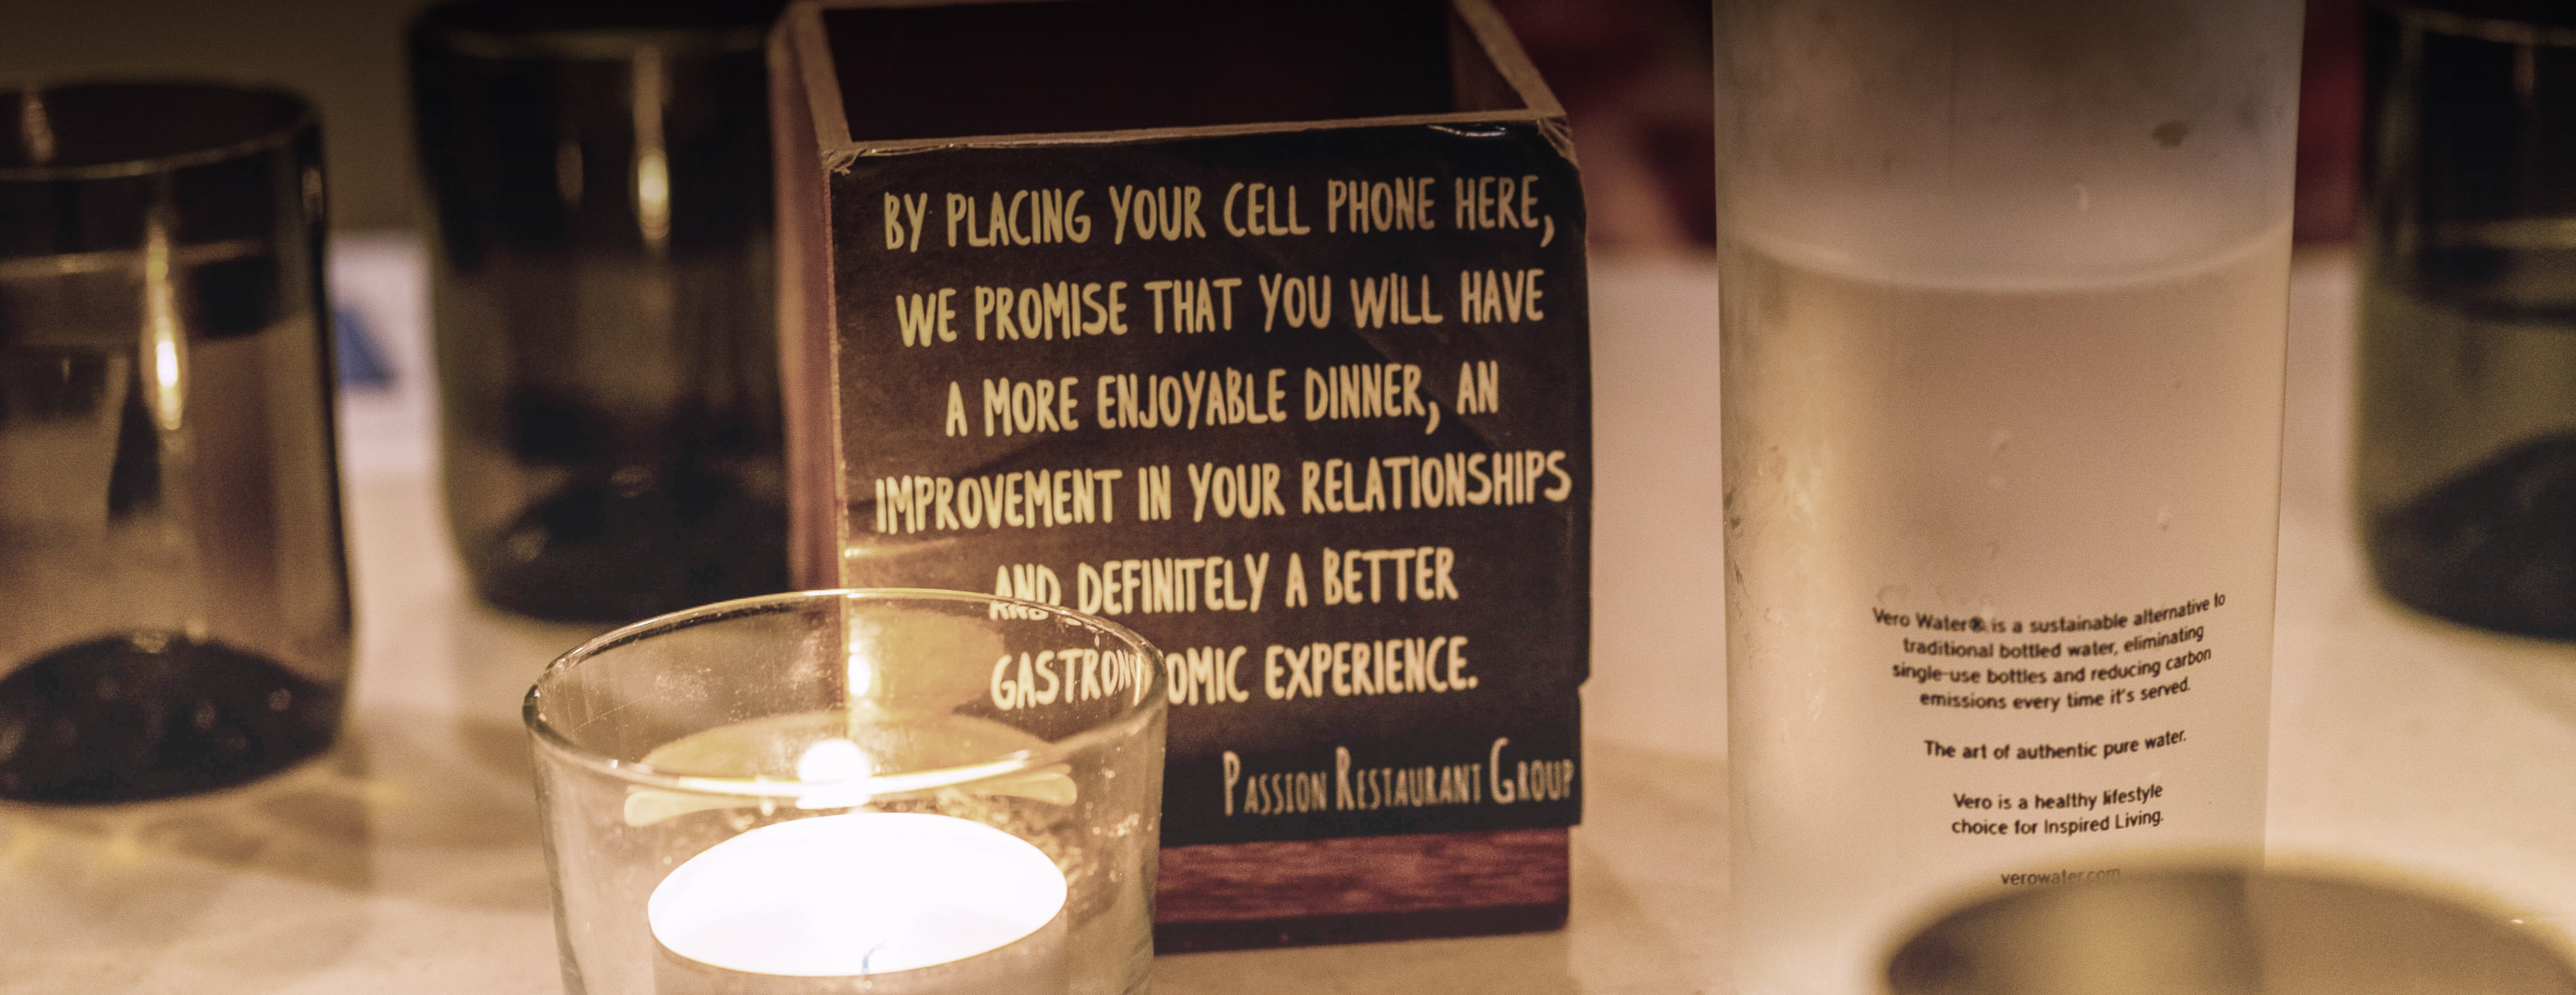 BY PLACING YOUR CELL PHONE HERE,
WE PROMISE THAT YOU WILL HAVE
A MORE ENJOYABLE DINNER, AN
IMPROVEMENT IN YOUR RELATIONSHIPS
AND DEFINITELY A BETTER
GASTRONOMIC EXPERIENCE.
PASSION RESTAURANT GROUP
Vero Water® is a sustainable alternative to
traditional bottled water, eliminating
single-use bottles and reducing carbon
emissions every time it's served.
The art of authentic pure water.
Vero is a healthy lifestyle
choice for Inspired Living.
verowater.com